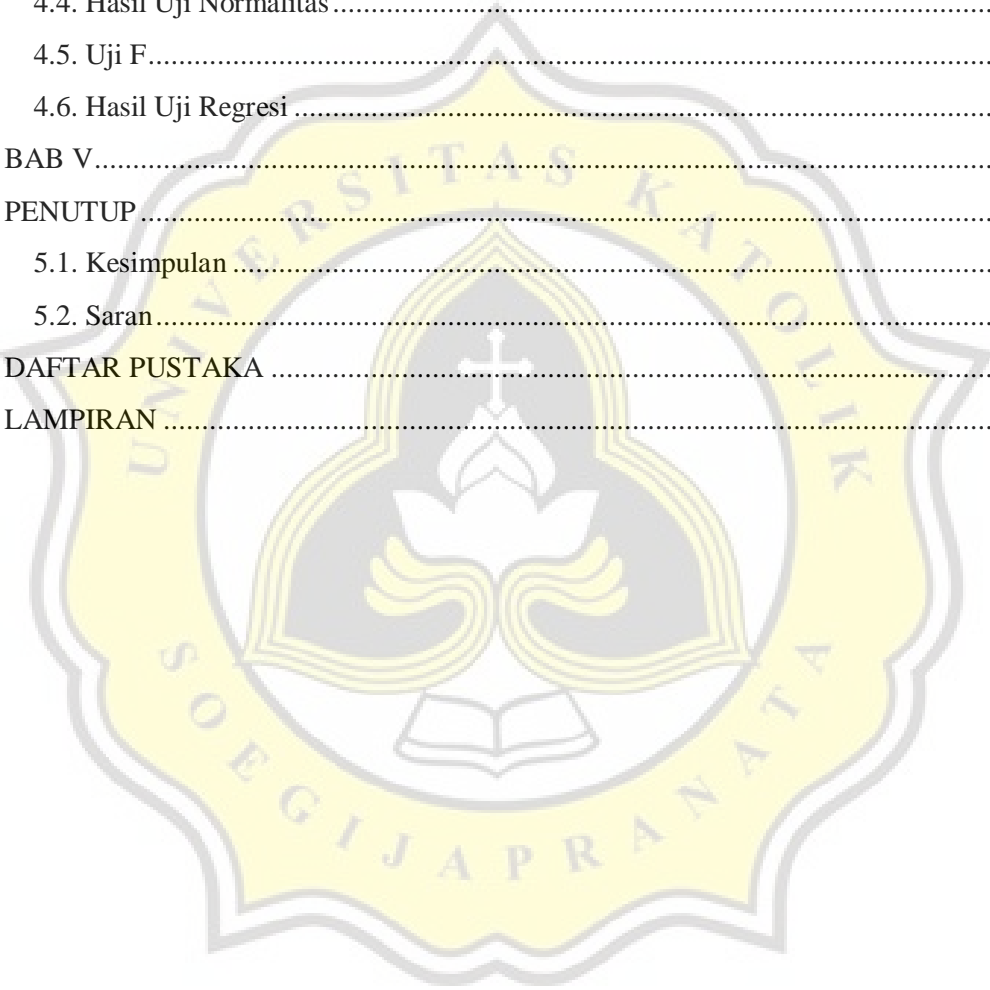 4.4. Hasil Uji Normalitas........................................................................................
4.5. Uji F................................................................................................................
4.6. Hasil Uji Regresi .............................................................................................
BAB V.......................................................................................................................
PENUTUP .................................................................................................................
5.1. Kesimpulan .....................................................................................................
5.2. Saran...............................................................................................................
DAFTAR PUSTAKA ................................................................................................
LAMPIRAN ..............................................................................................................
UNIVERSITAS KATOLIK
SOEGIJAPRANATA